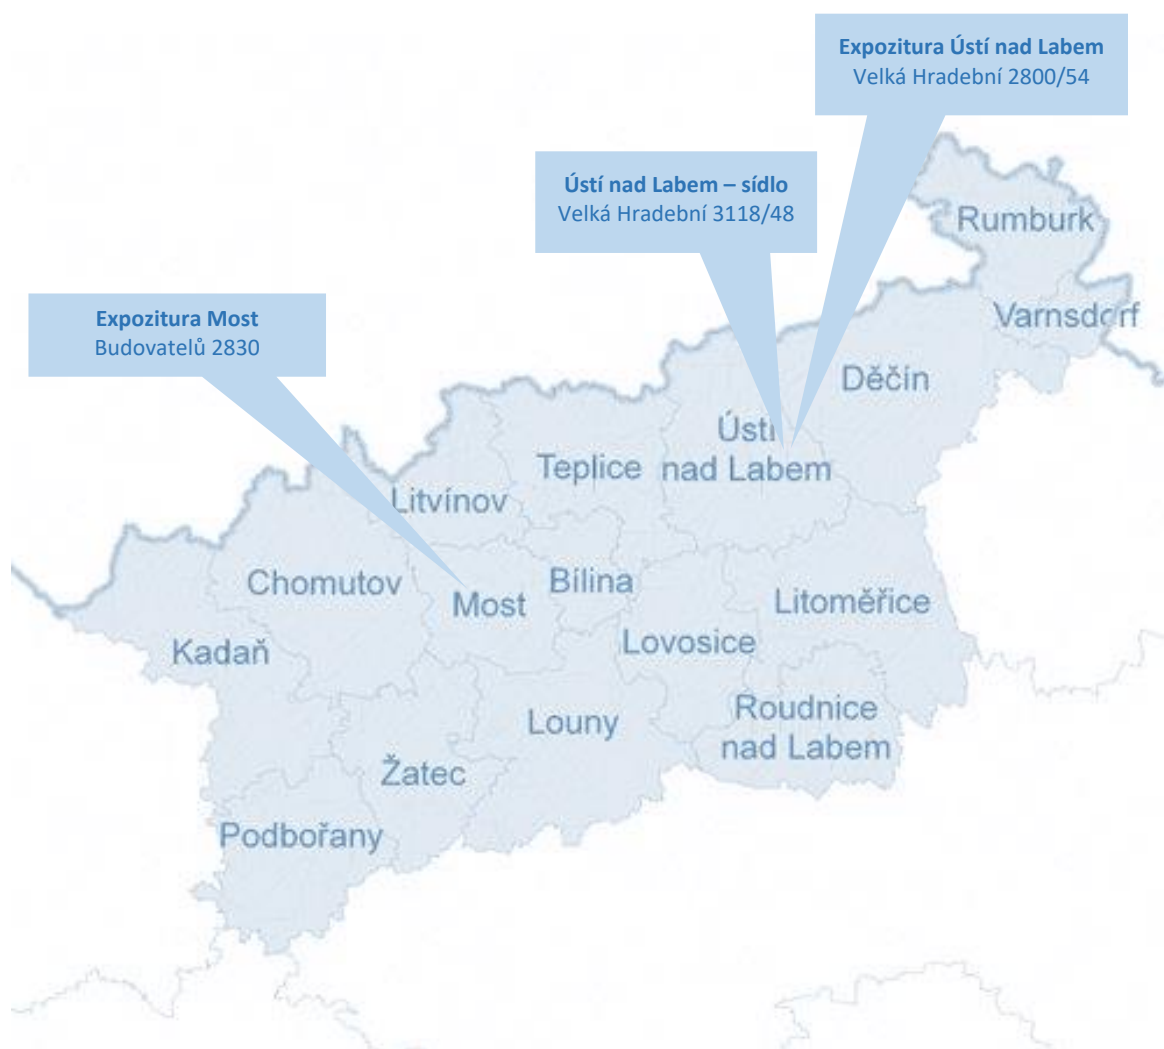 Expozitura Ústí nad Labem
Velká Hradební 2800/54
Ústí nad Labem – sídlo
Velká Hradební 3118/48
Rumburk
Expozitura Most
Budovatelů 2830
Varnsdorf
Děčín
Ústí
nad Labem
Teplice
Litvínov
Chomutov
Bílina
Most
Litoměřice
Lovosice
Kadaň
Roudnice
nad Labem
Louny
Žatec
Podbořany